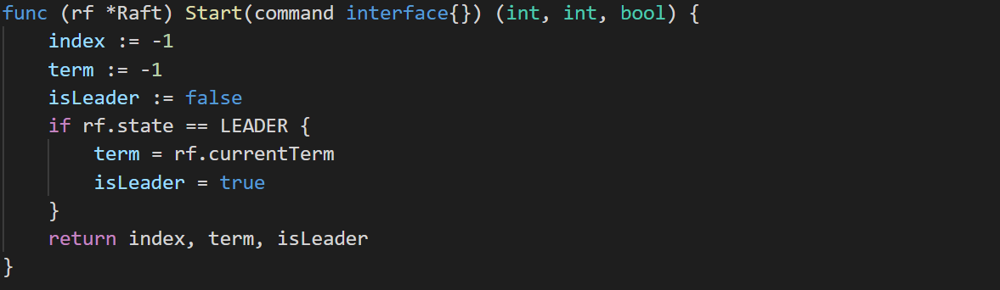 func (rf *Raft) Start(command interface{}) (int, int, bool) {
    index := -1
    term := -1
    isLeader := false
    if rf.state == LEADER {
        term = rf.currentTerm
        isLeader = true
    }
    return index, term, isLeader
}